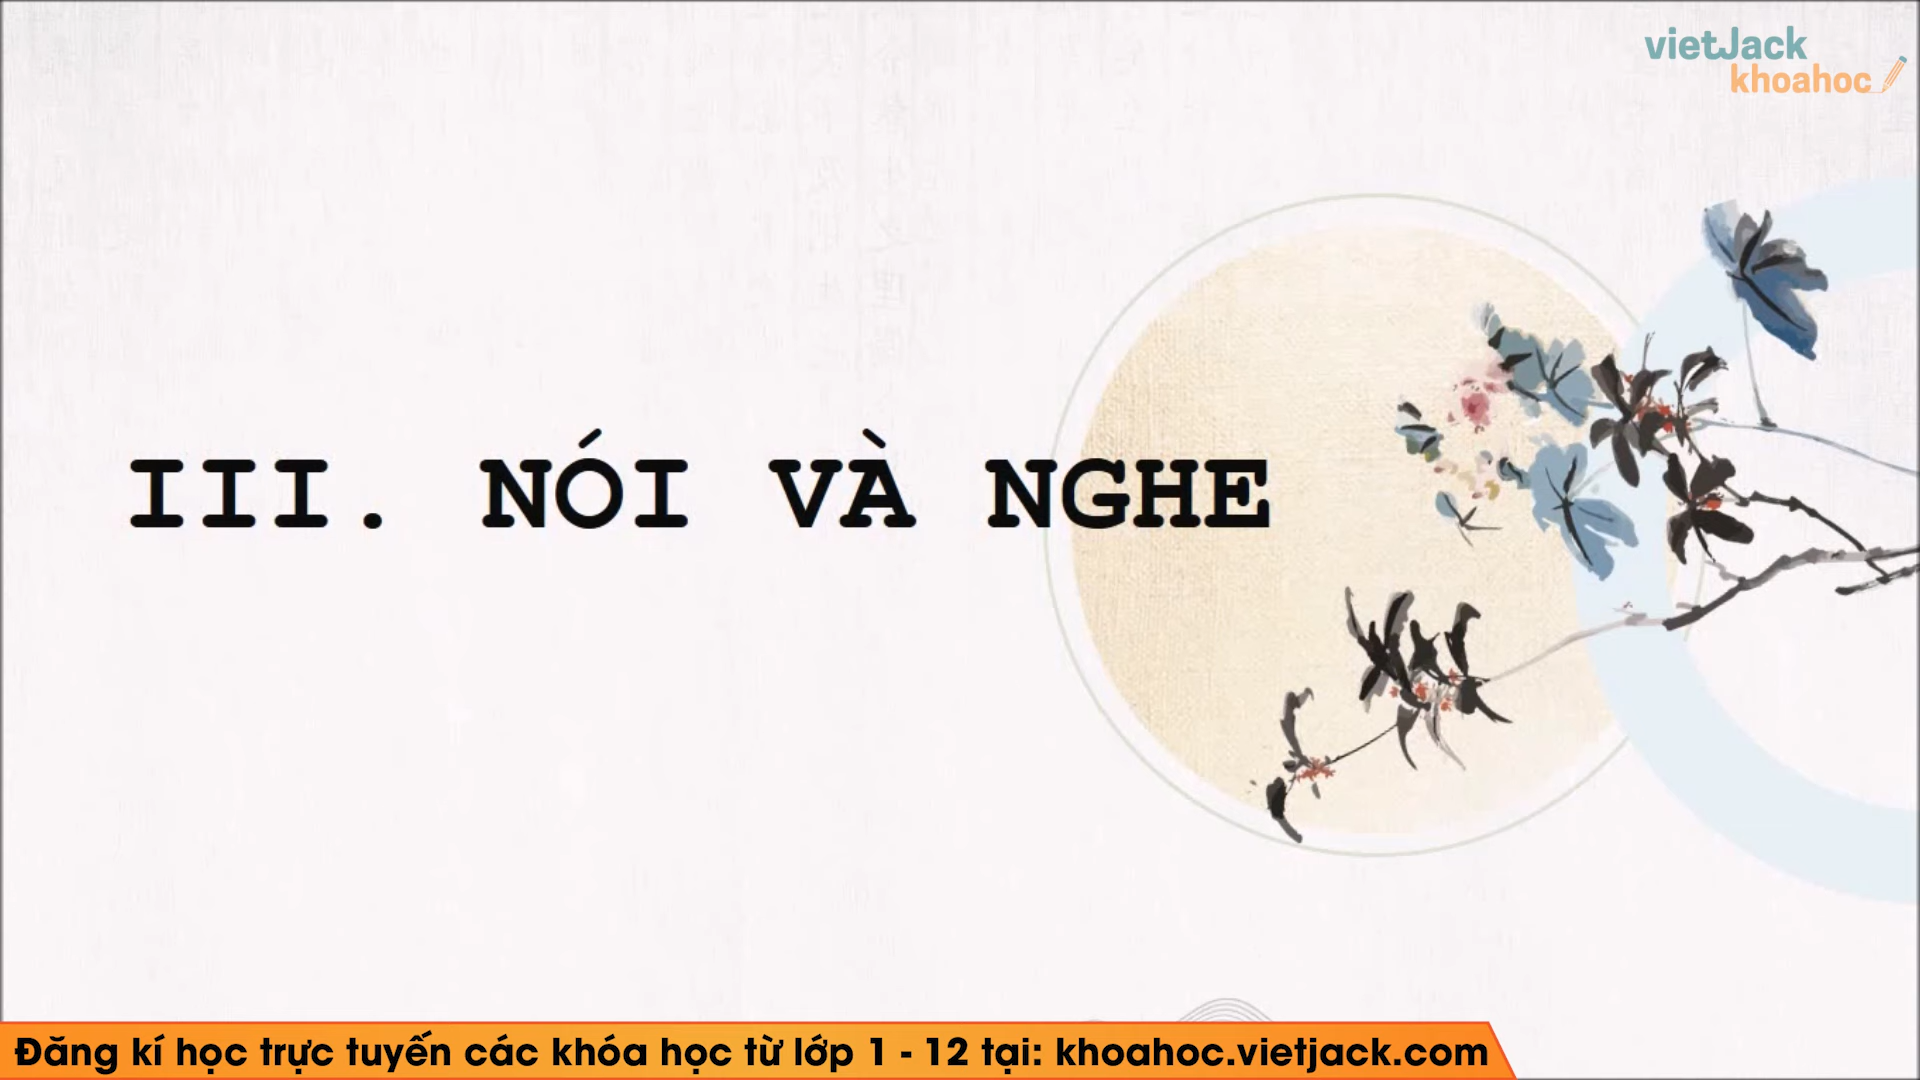 vietJack
khoahoc
III. NÓI VÀ NGHE
Đăng kí học trực tuyến các khóa học từ lớp 1 - 12 tại: khoahoc.vietjack.com